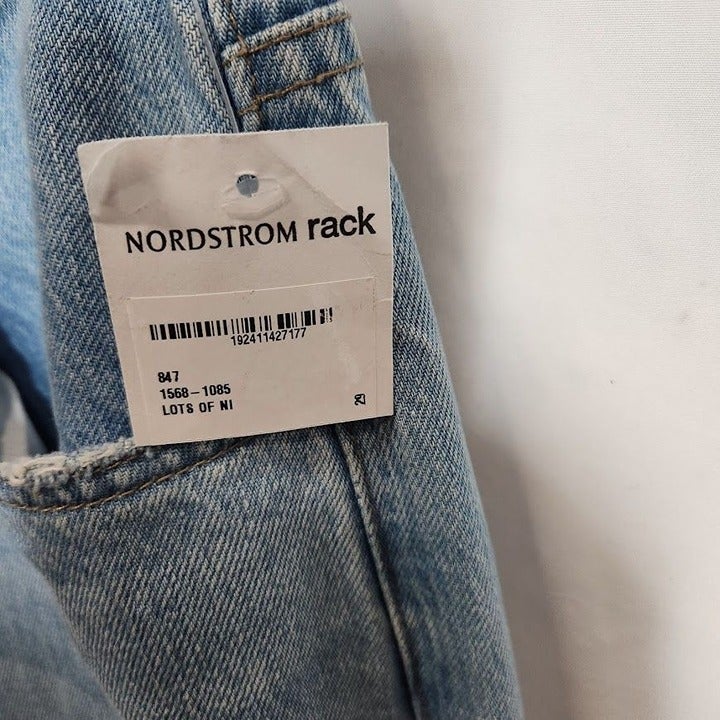 NORDSTROM rack
192411427177
847
1568-1085
LOTS OF NI